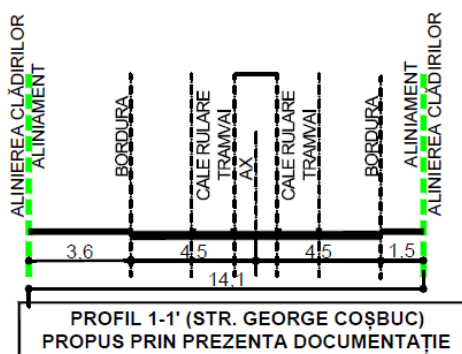 ALINIEREA CLĂDIRILOR
ALINIAMENT
BORDURA
CALE RULARE
TRAMVAI
AX
CALE RULARE
TRAMVAI
BORDURA
ALINIAMENT
ALINIEREA CLĂDIRILOR
3,6 4,5 4,5 1,5
14,1
PROFIL 1-1' (STR. GEORGE COȘBUC)
PROPUS PRIN PREZENTA DOCUMENTAȚIE